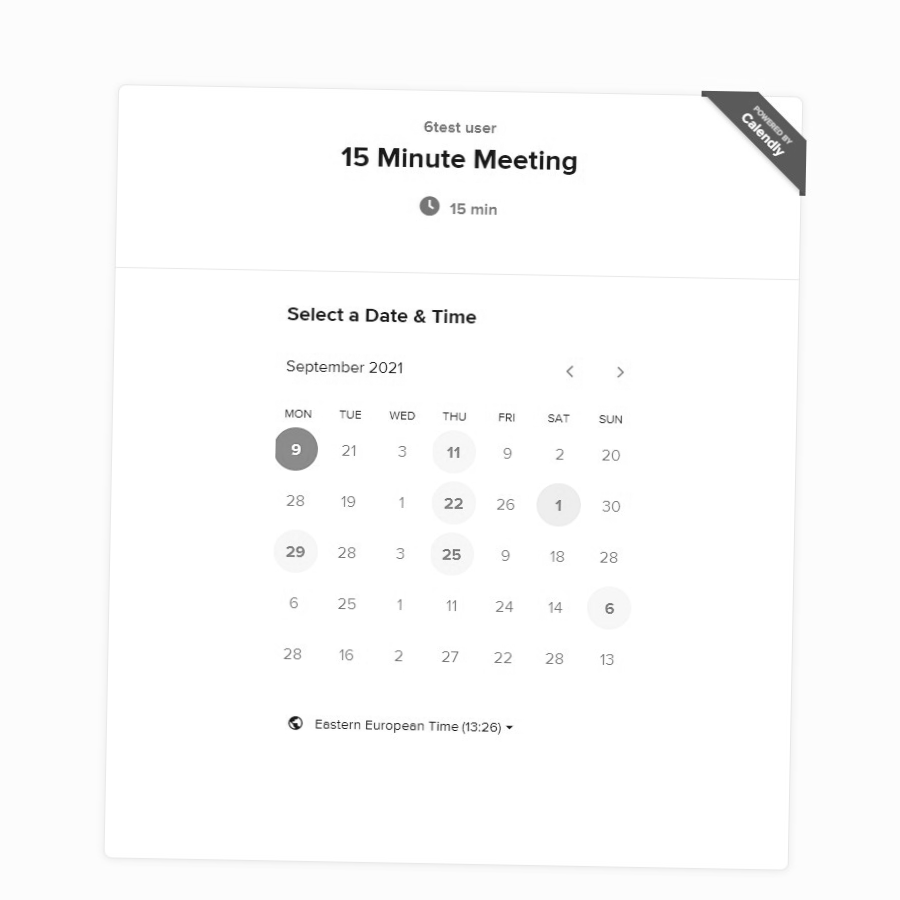 POWERED BY
Calendly
6test user
15 Minute Meeting
15 min
Select a Date & Time
September 2021
MON TUE WED THU FRI SAT SUN
9 21 3 11 9 2 20
28 19 1 22 26 1 30
29 28 3 25 9 18 28
6 25 1 11 24 14 6
28 16 2 27 22 28 13
Eastern European Time (13:26)